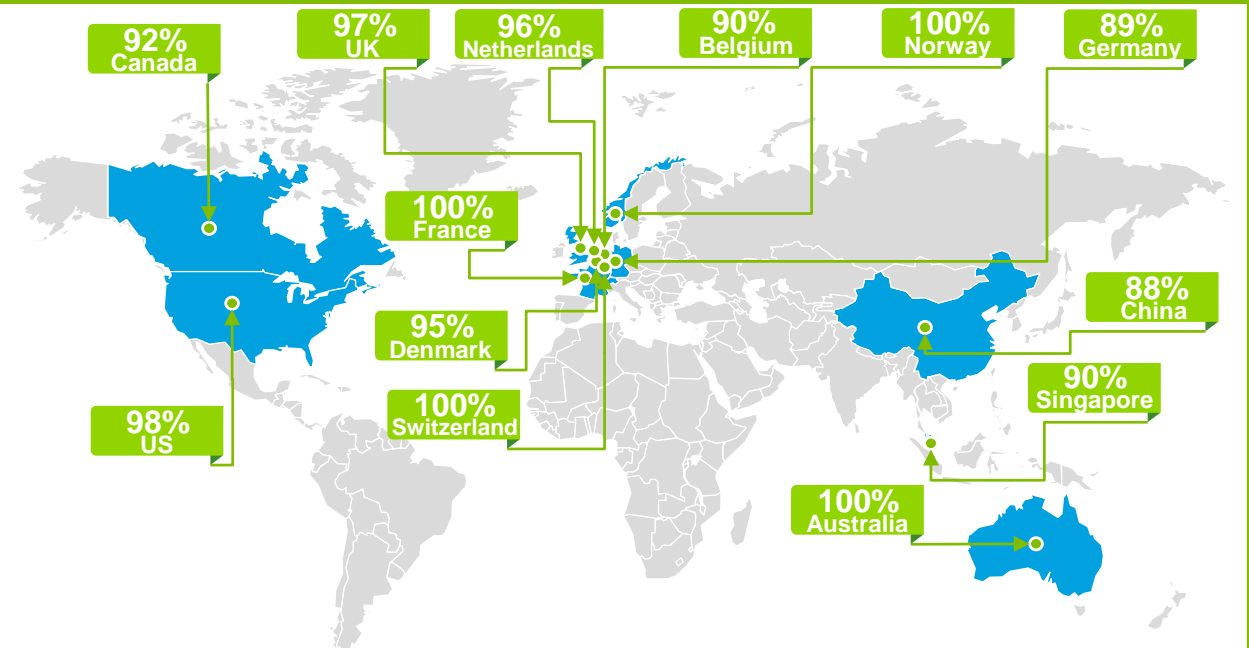 92%
Canada
97%
UK
96%
Netherlands
90%
Belgium
100%
Norway
89%
Germany
100%
France
88%
China
95%
Denmark
90%
Singapore
100%
Switzerland
98%
US
100%
Australia